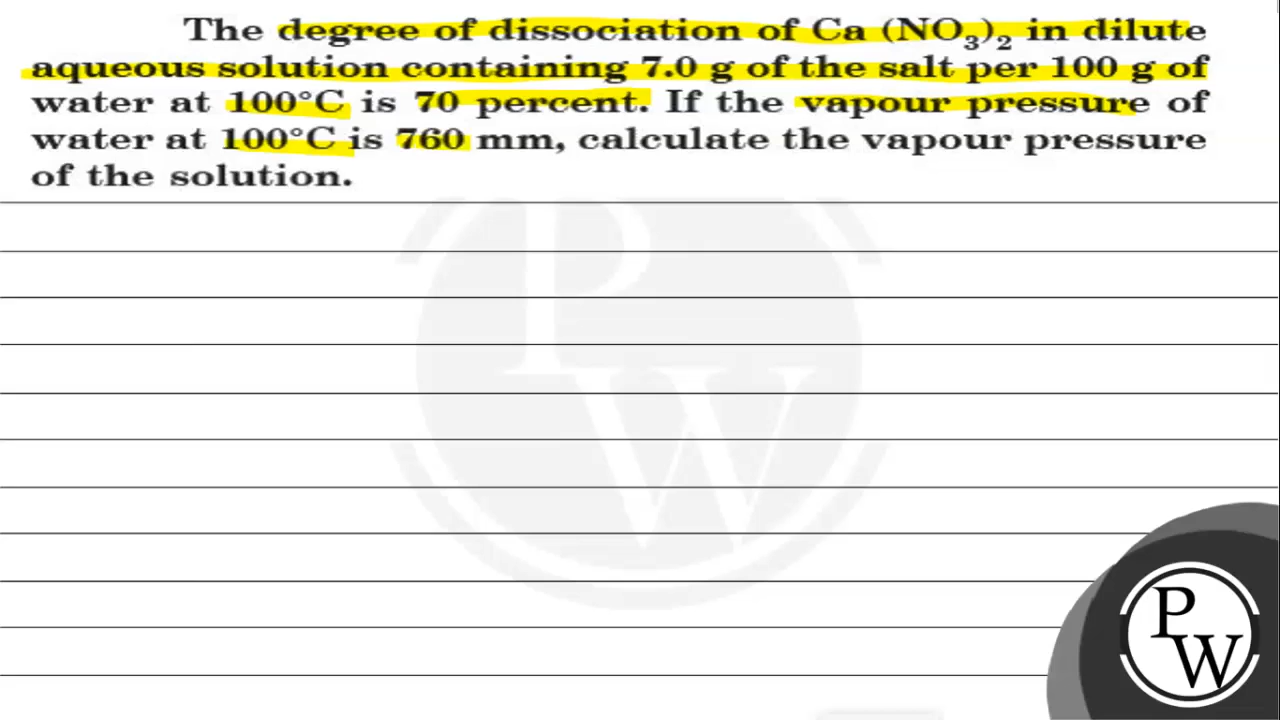 The degree of dissociation of Ca (NO₃)₂ in dilute
aqueous solution containing 7.0 g of the salt per 100 g of
water at 100°C is 70 percent. If the vapour pressure of
water at 100°C is 760 mm, calculate the vapour pressure
of the solution.
P
W
P
W